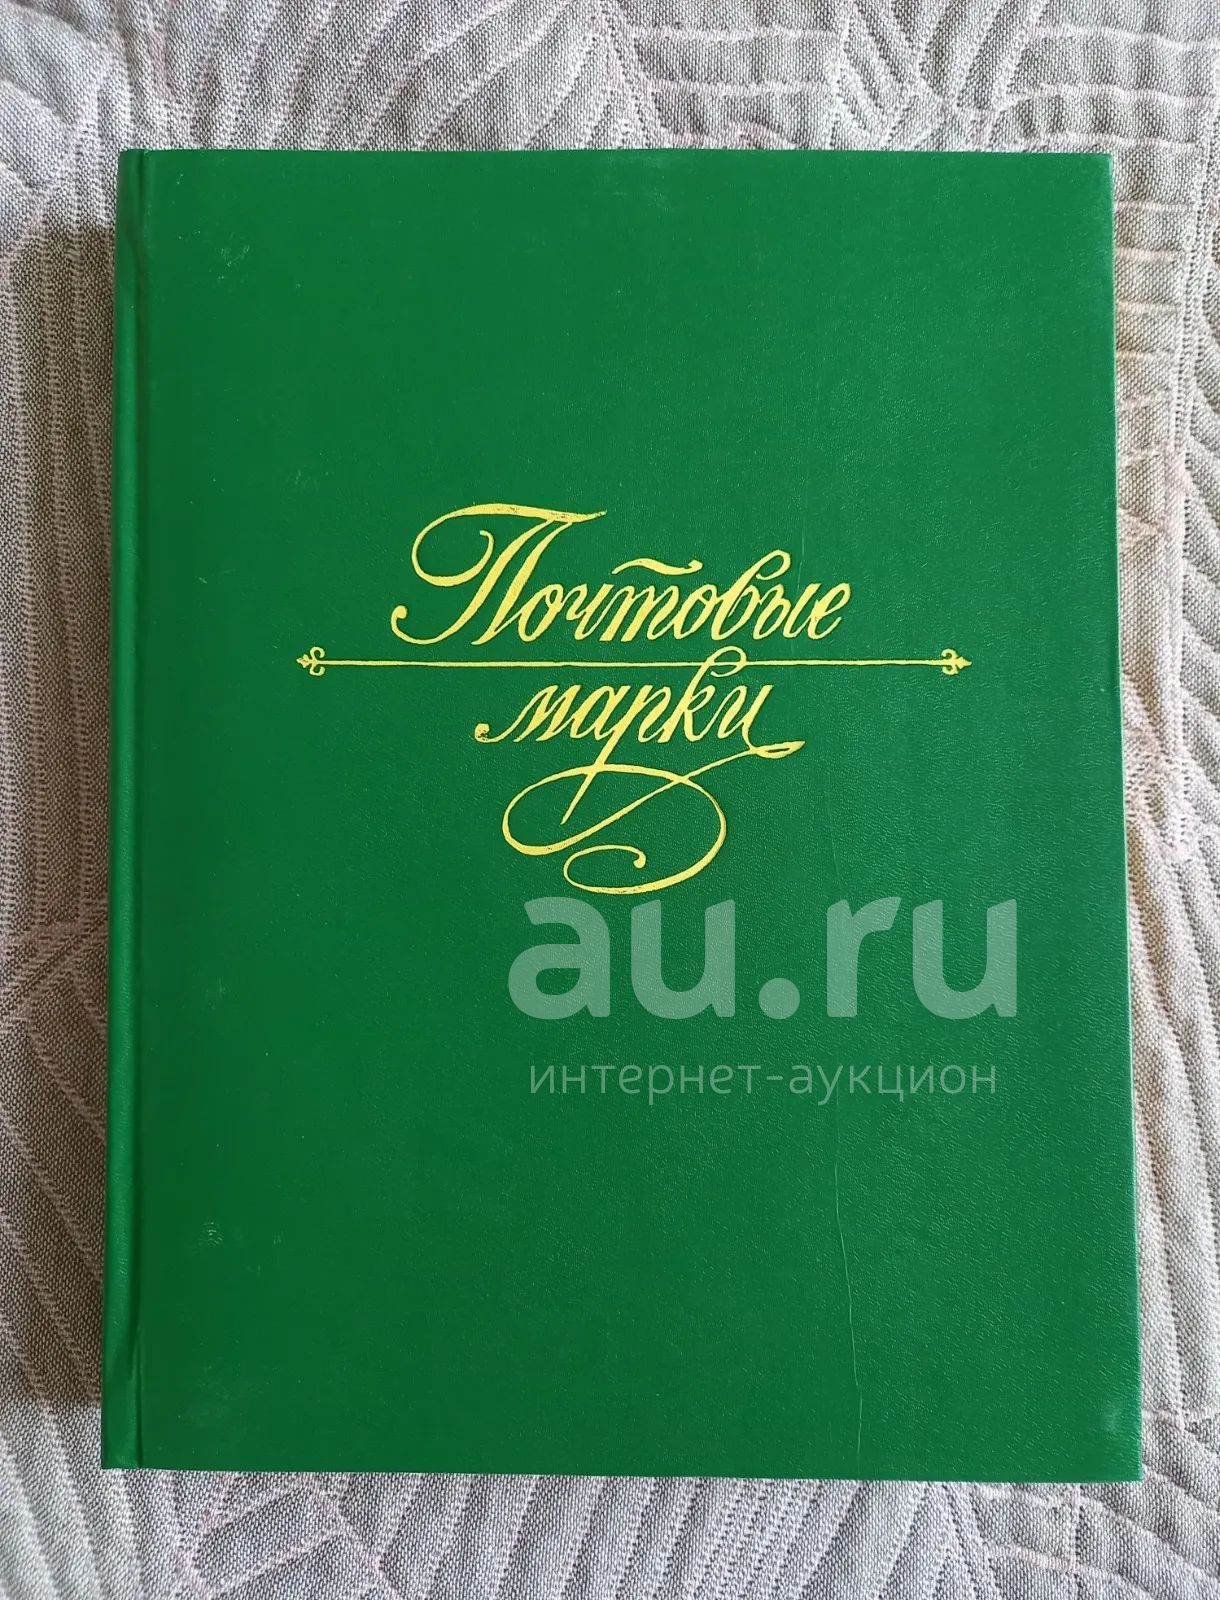 Почтовые
марки
au.ru
интернет-аукцион